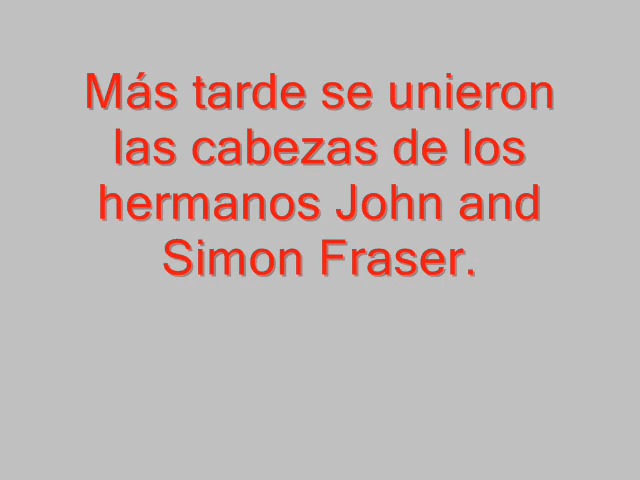 Más tarde se unieron
las cabezas de los
hermanos John and
Simon Fraser.